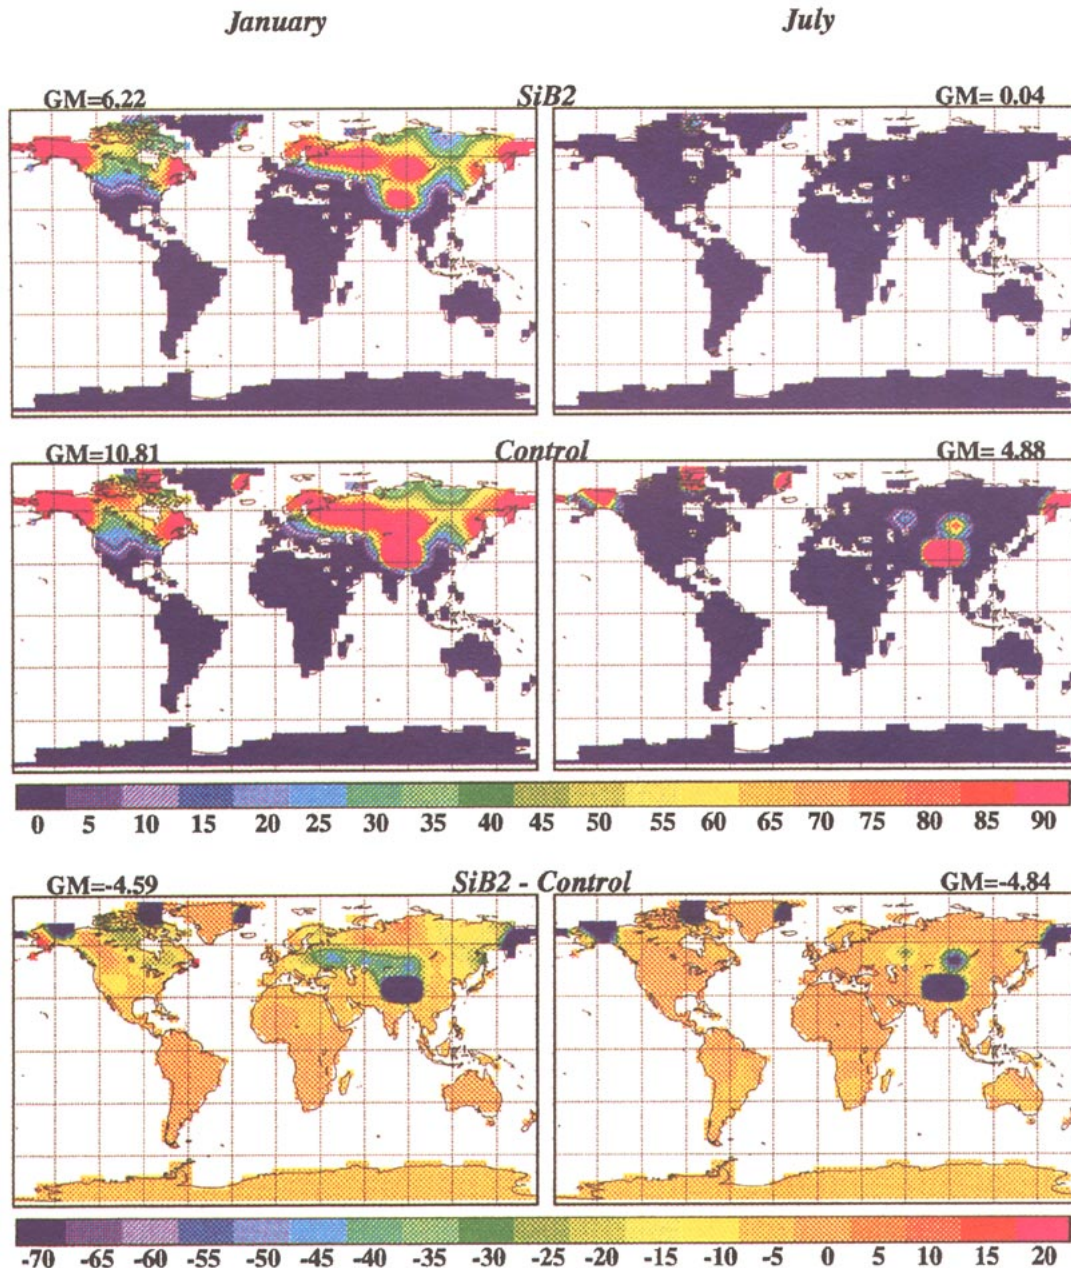 January July
GM=6.22 SiB2 GM= 0.04
GM=10.81 Control GM= 4.88
0 5 10 15 20 25 30 35 40 45 50 55 60 65 70 75 80 85 90
GM=-4.59 SiB2 - Control GM=-4.84
-70 -65 -60 -55 -50 -45 -40 -35 -30 -25 -20 -15 -10 -5 0 5 10 15 20